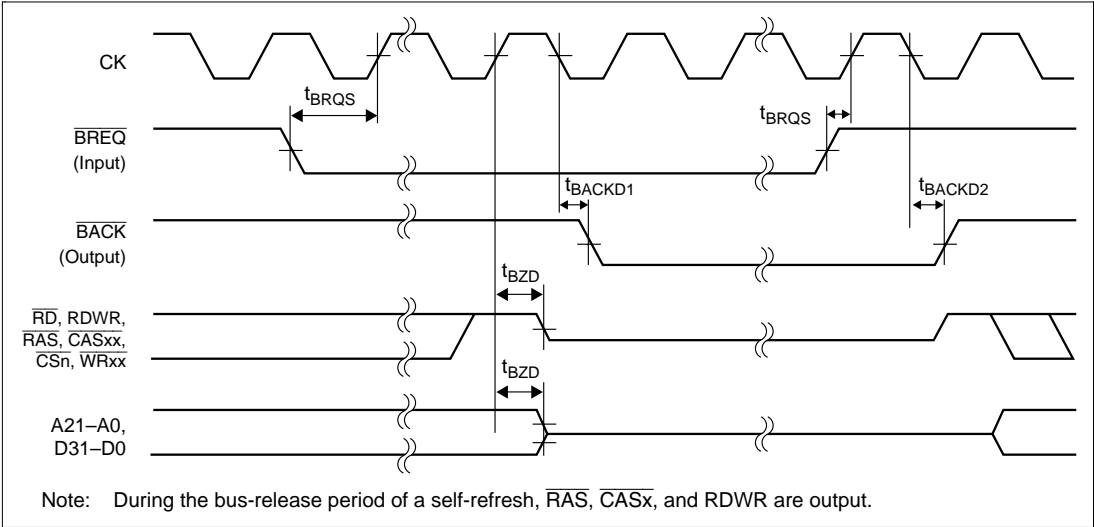 CK
tBRQS
tBRQS
BREQ
(Input)
tBACKD1
tBACKD2
BACK
(Output)
tBZD
RD, RDWR,
RAS, CASxx,
CSn, WRxx
tBZD
A21–A0,
D31–D0
Note: During the bus-release period of a self-refresh, RAS, CASx, and RDWR are output.